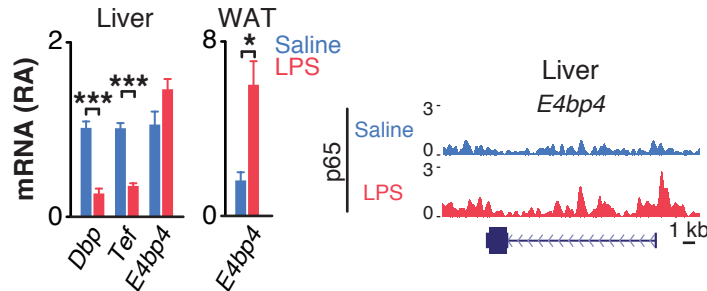 Liver
WAT
mRNA (RA)
2
0
8
0
***
***
*
Saline
LPS
Dbp
Tef
E4bp4
E4bp4
Liver
E4bp4
p65
Saline
3
0
LPS
3
0
1 kb